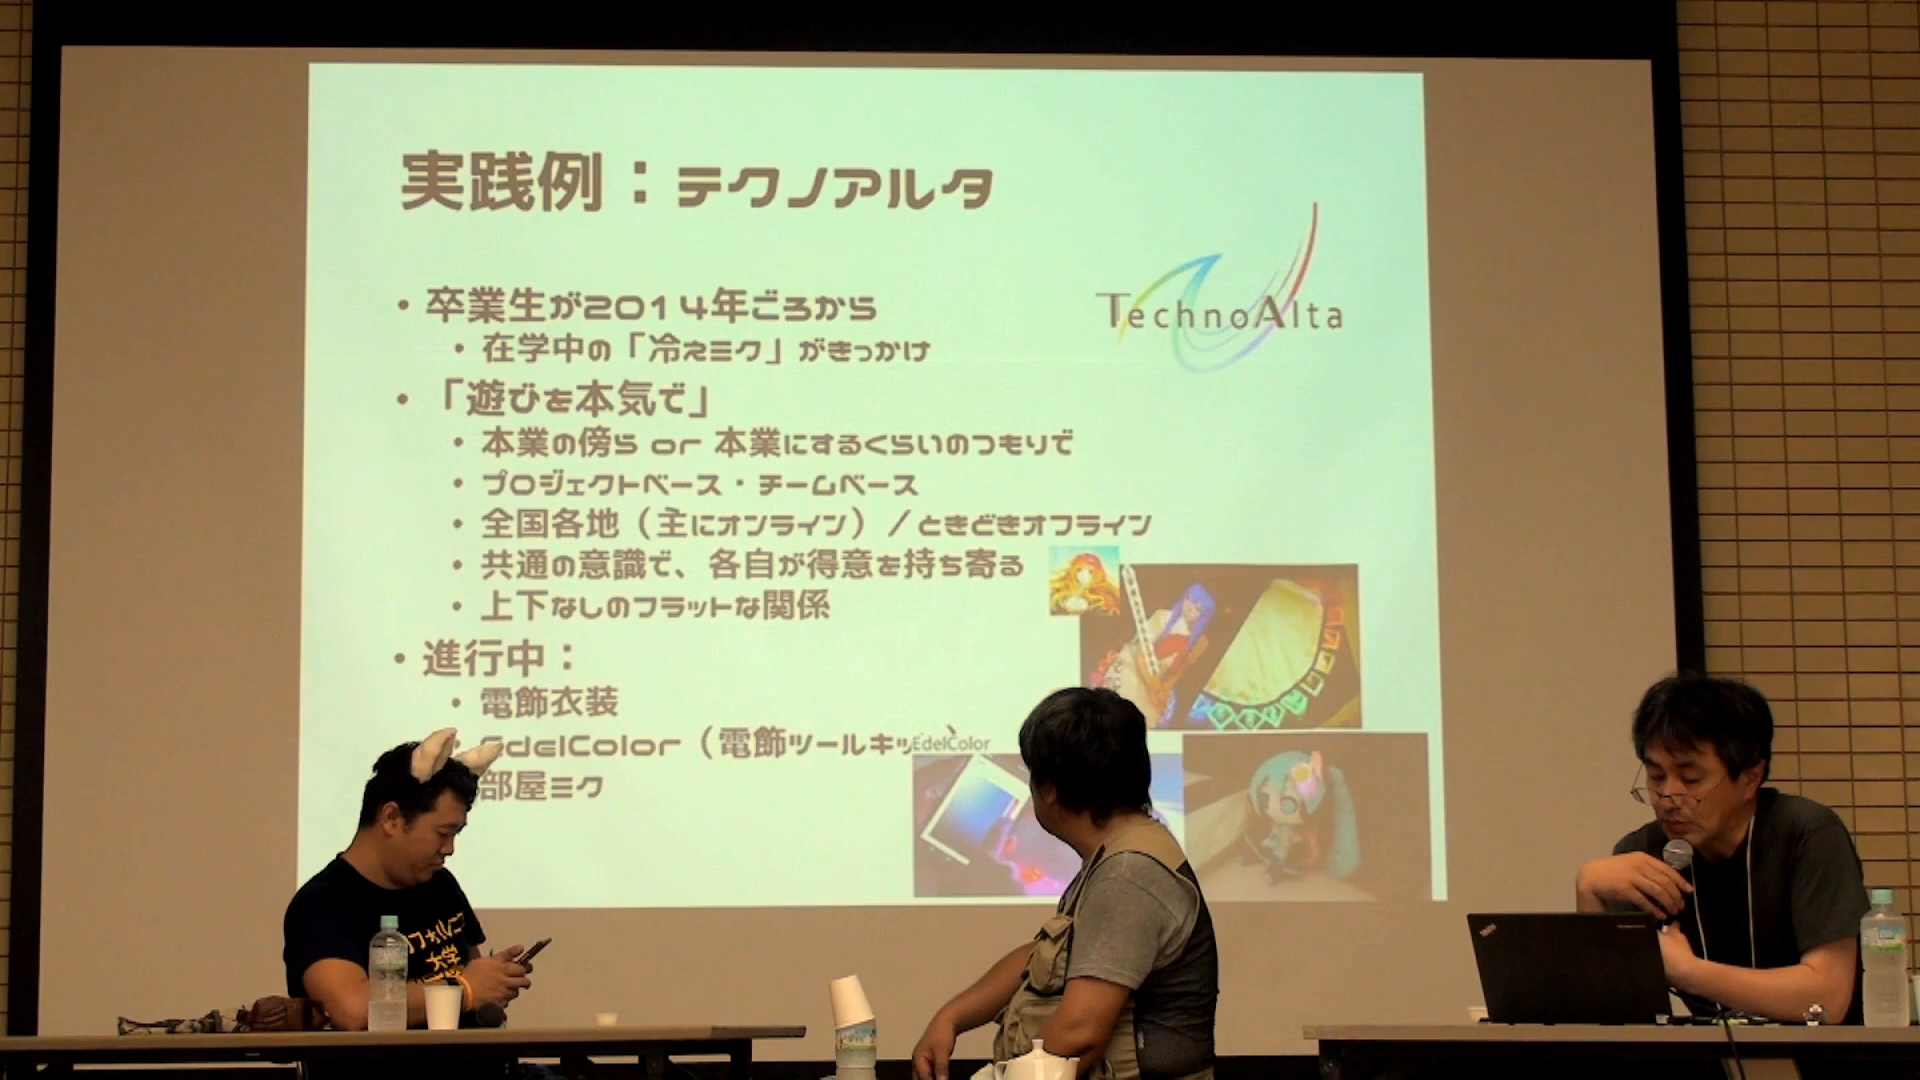 実践例：テクノアルタ
TechnoAlta
・卒業生が2014年ごろから
・在学中の「冷えミク」がきっかけ
・「遊びを本気で」
・本業の傍ら or 本業にするくらいのつもりで
・プロジェクトベース・チームベース
・全国各地（主にオンライン）／ときどきオフライン
・共通の意識で、各自が得意を持ち寄る
・上下なしのフラットな関係
・進行中：
・電飾衣装
EdelColor（電飾ツールキッ
EdelColor
部屋ミク
大学